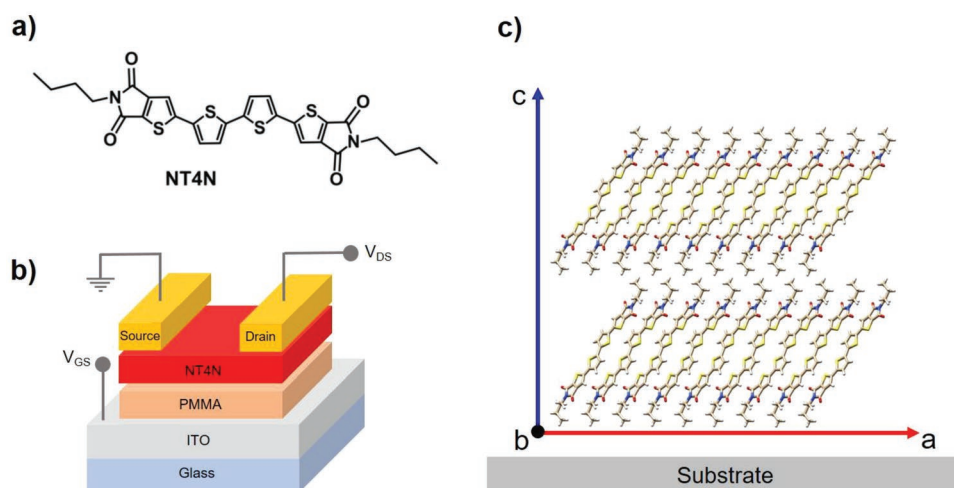 a)
O
N
O
S
S
S
S
O
N
O
NT4N
b)
V_DS
Source
Drain
V_GS
NT4N
PMMA
ITO
Glass
c)
c
b
a
Substrate